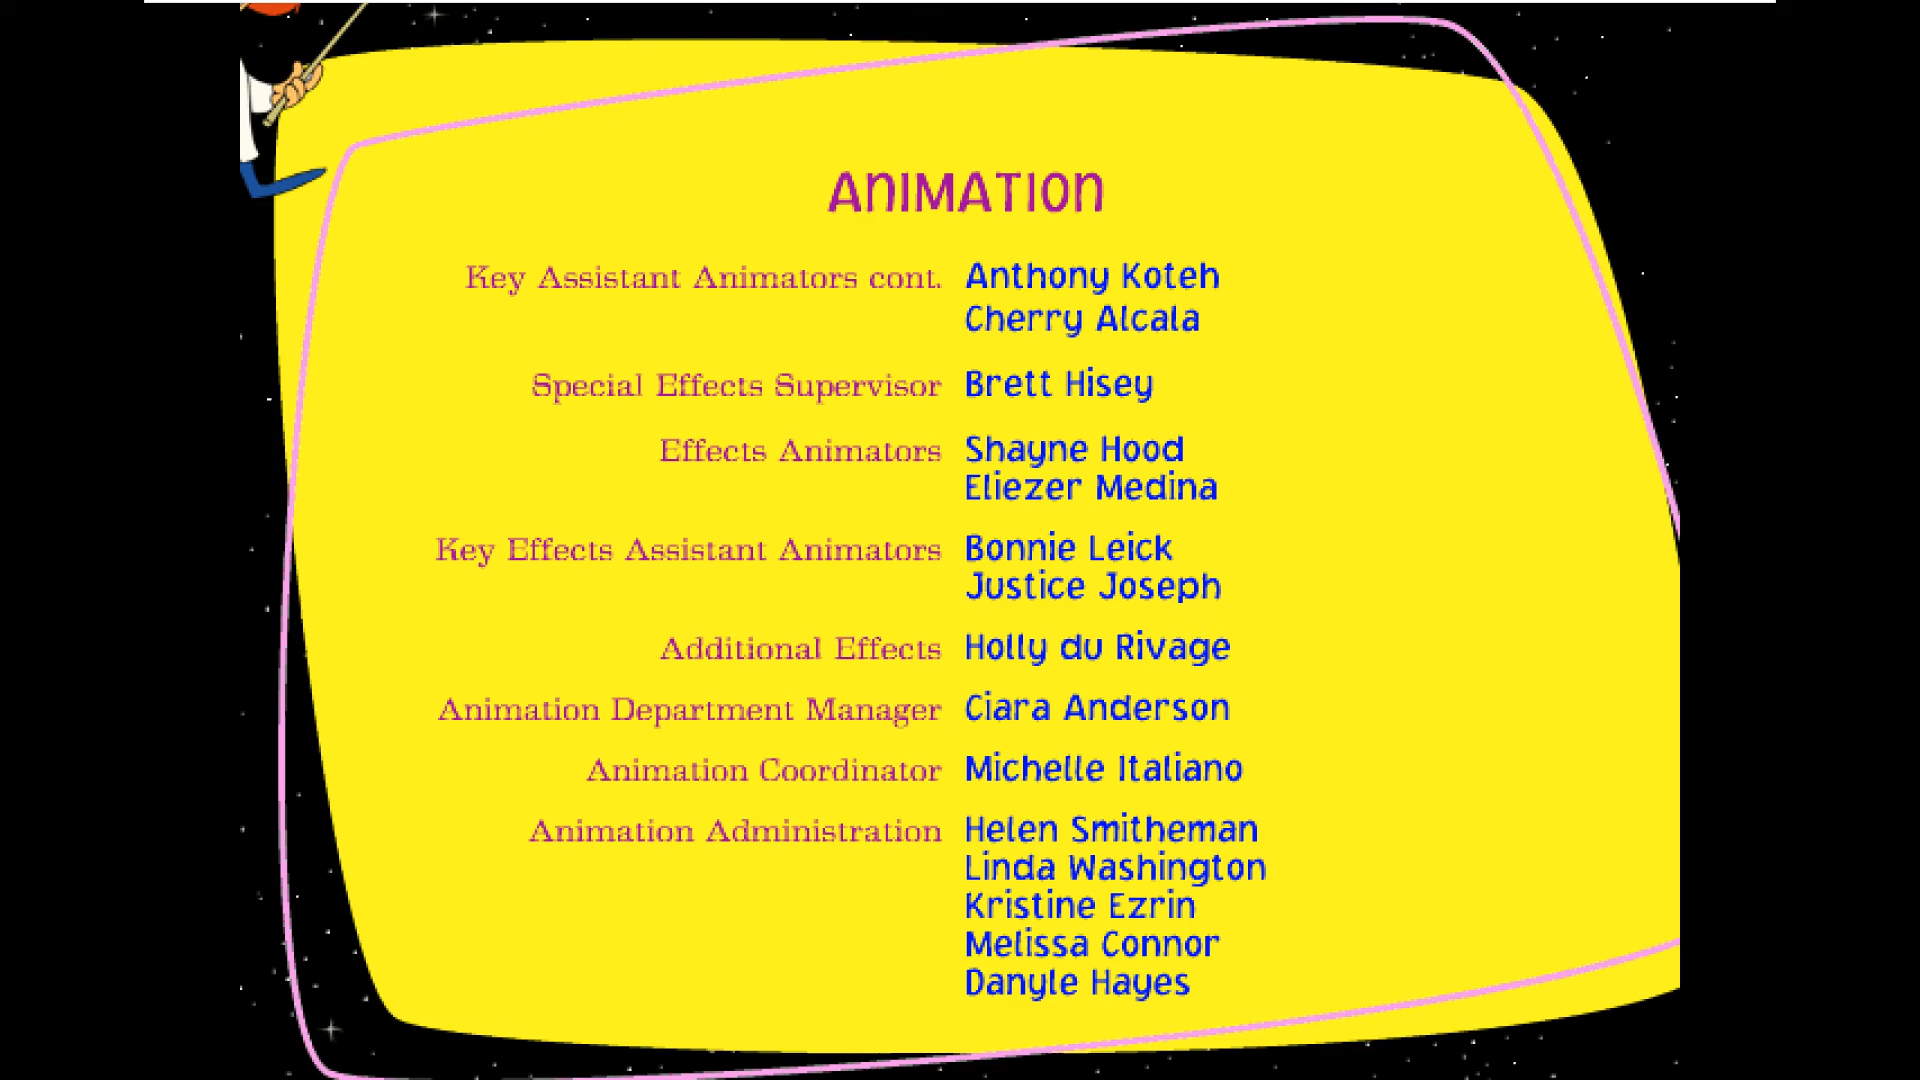 ANIMATION
Key Assistant Animators cont. Anthony Koteh
Cherry Alcala
Special Effects Supervisor Brett Hisey
Effects Animators Shayne Hood
Eliezer Medina
Key Effects Assistant Animators Bonnie Leick
Justice Joseph
Additional Effects Holly du Rivage
Animation Department Manager Ciara Anderson
Animation Coordinator Michelle Italiano
Animation Administration Helen Smitheman
Linda Washington
Kristine Ezrin
Melissa Connor
Danyle Hayes